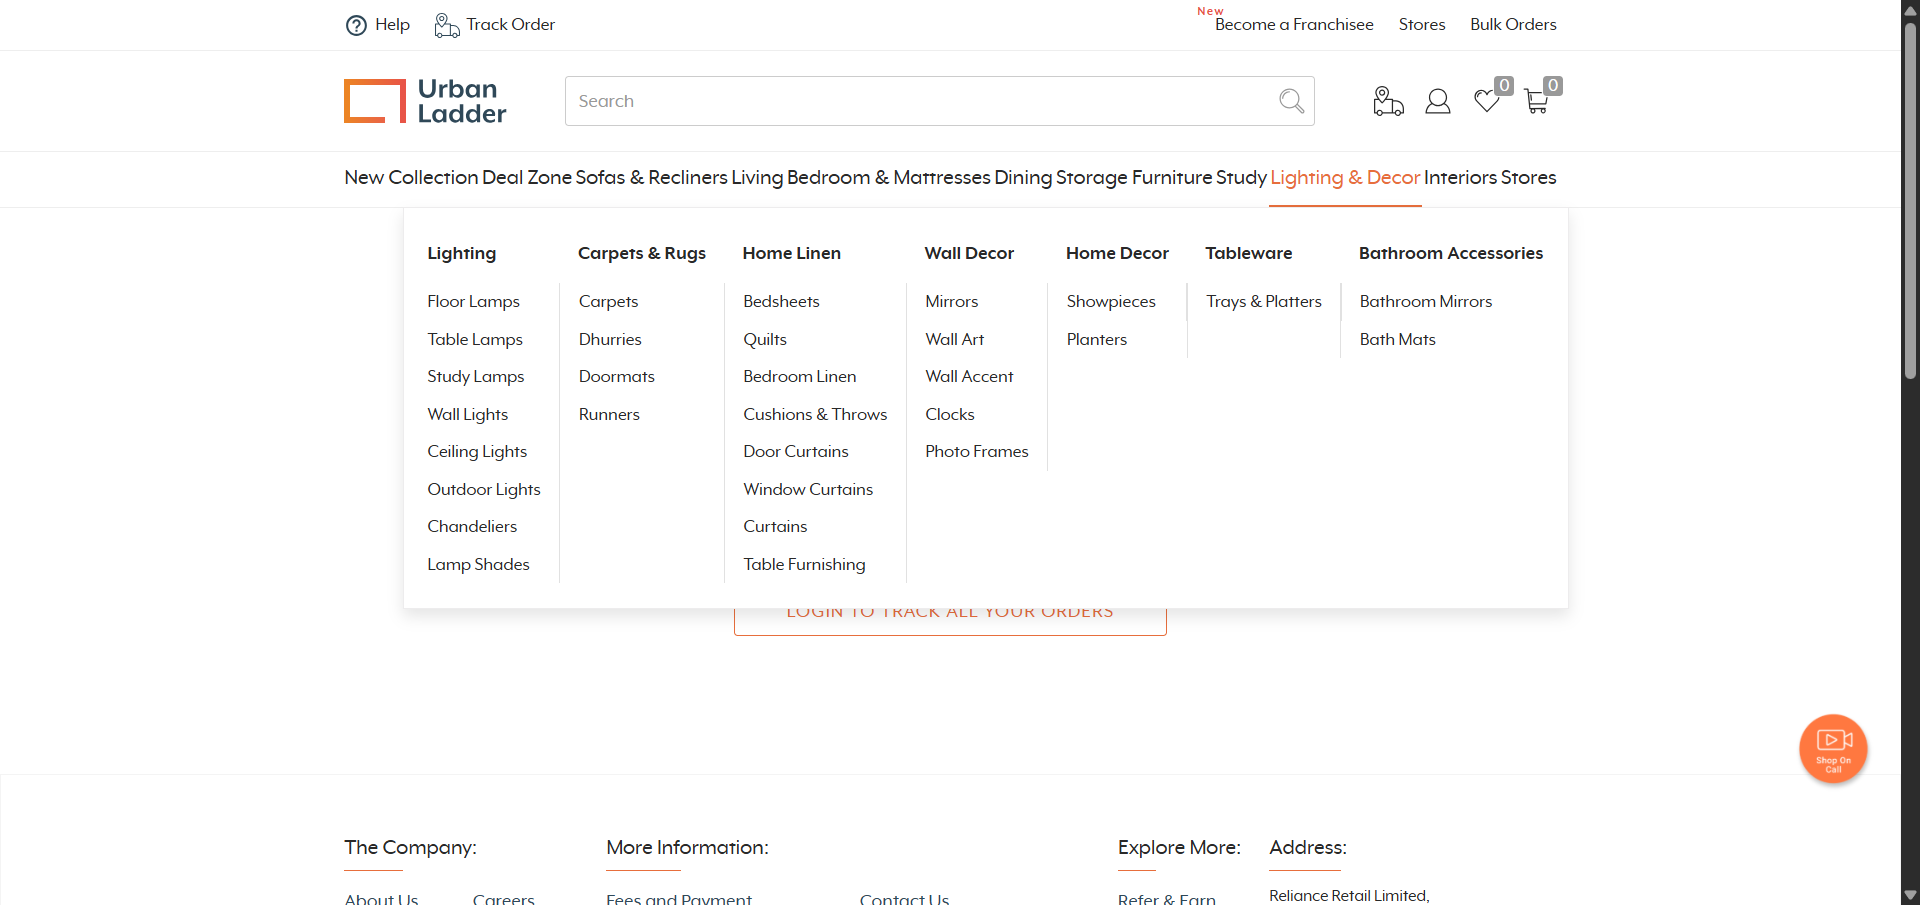 Help
Track Order
New
Become a Franchisee
Stores
Bulk Orders
Urban
Ladder
Search
0
0
New Collection Deal Zone Sofas & Recliners Living Bedroom & Mattresses Dining Storage Furniture Study Lighting & Decor Interiors Stores
Lighting
Floor Lamps
Table Lamps
Study Lamps
Wall Lights
Ceiling Lights
Outdoor Lights
Chandeliers
Lamp Shades
Carpets & Rugs
Carpets
Dhurries
Doormats
Runners
Home Linen
Bedsheets
Quilts
Bedroom Linen
Cushions & Throws
Door Curtains
Window Curtains
Curtains
Table Furnishing
Wall Decor
Mirrors
Wall Art
Wall Accent
Clocks
Photo Frames
Home Decor
Showpieces
Planters
Tableware
Trays & Platters
Bathroom Accessories
Bathroom Mirrors
Bath Mats
LOGIN TO TRACK ALL YOUR ORDERS
Shop On
Call
The Company:
About Us
Careers
More Information:
Fees and Payment
Contact Us
Explore More:
Refer & Earn
Address:
Reliance Retail Limited,